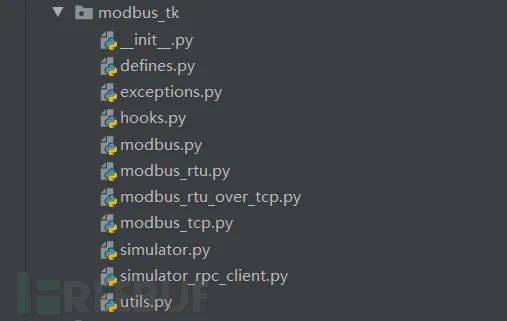 modbus_tk
__init__.py
defines.py
exceptions.py
hooks.py
modbus.py
modbus_rtu.py
modbus_rtu_over_tcp.py
modbus_tcp.py
simulator.py
simulator_rpc_client.py
utils.py
FREEBUF